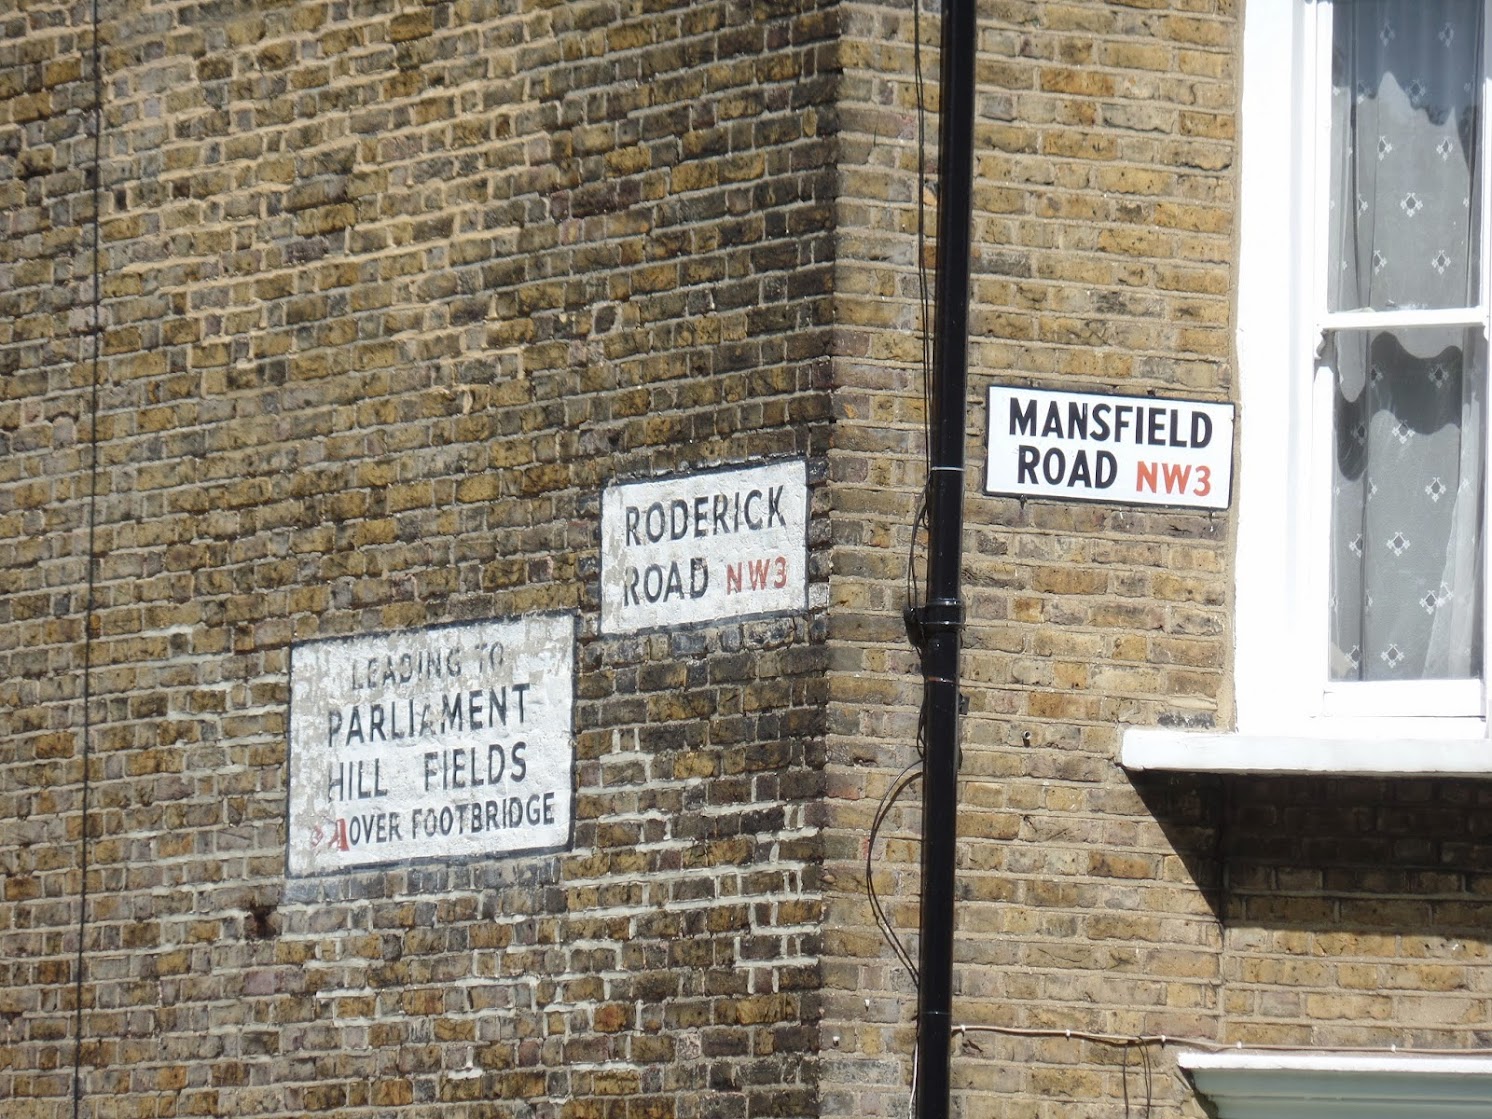 LEADING TO
PARLIAMENT
HILL FIELDS
OVER FOOTBRIDGE
RODERICK
ROAD NW3
MANSFIELD
ROAD NW3